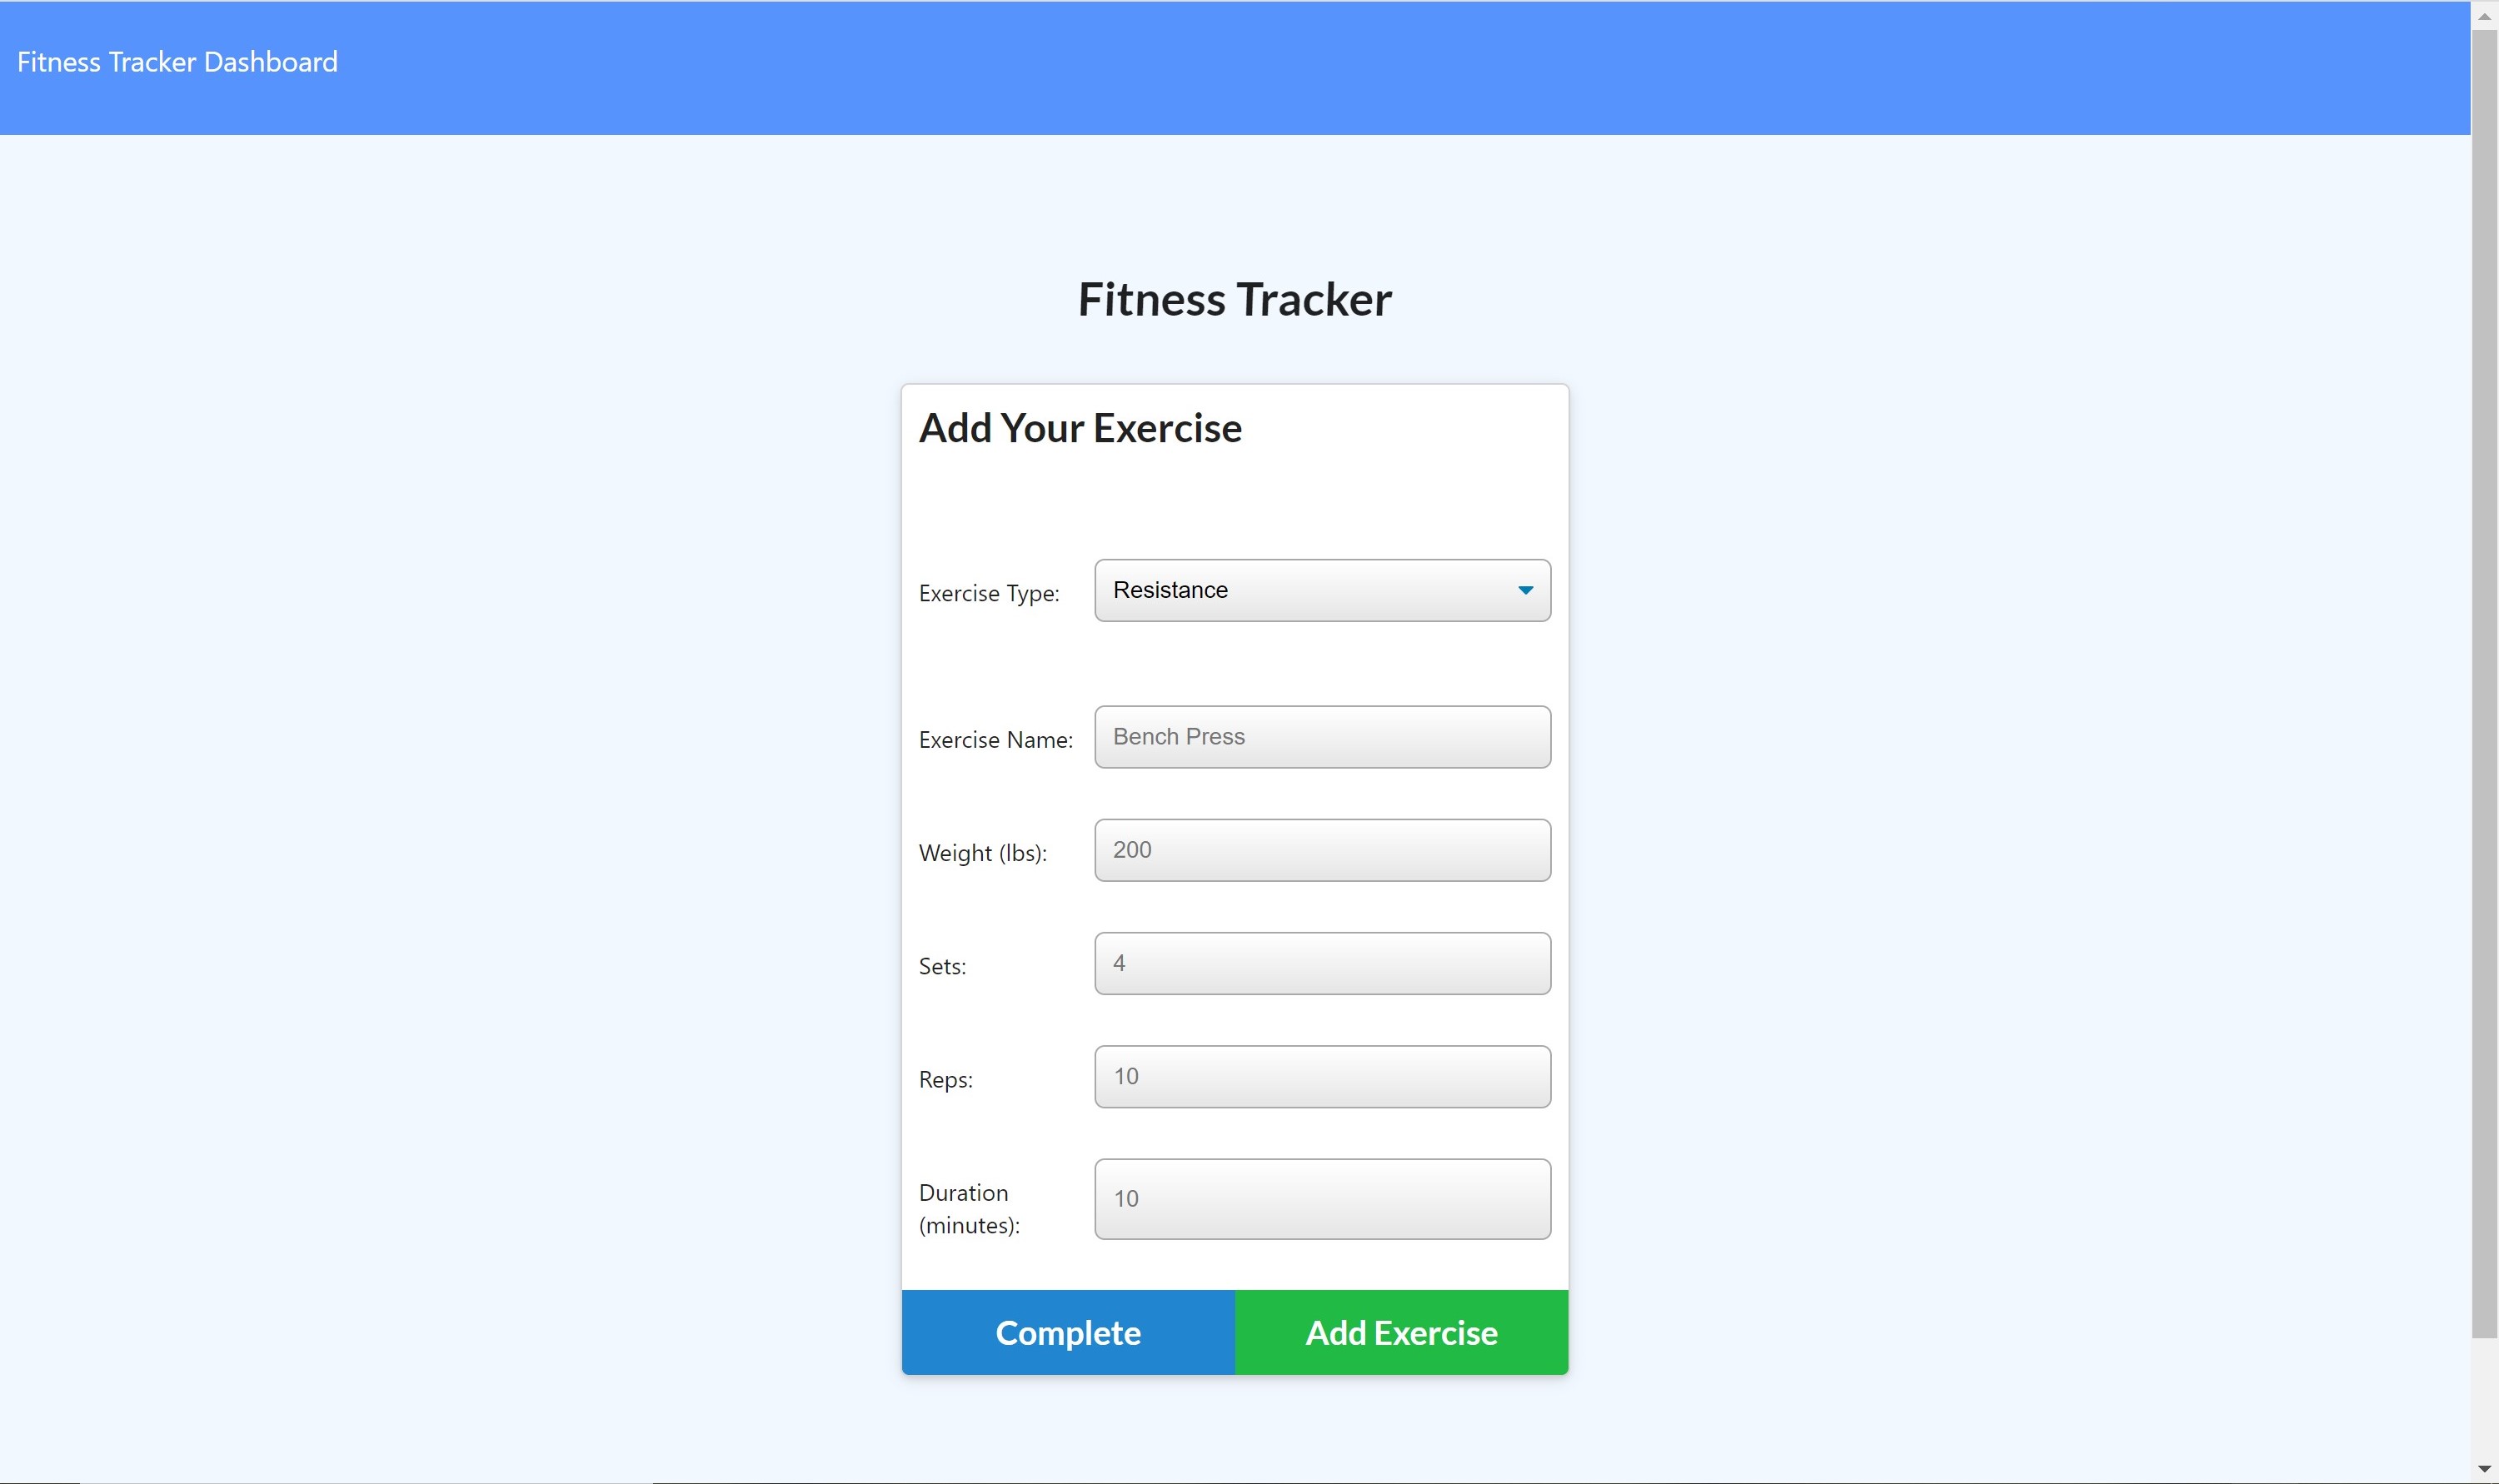 Fitness Tracker Dashboard
Fitness Tracker
Add Your Exercise
Exercise Type: Resistance
Exercise Name: Bench Press
Weight (lbs): 200
Sets: 4
Reps: 10
Duration
(minutes): 10
Complete Add Exercise